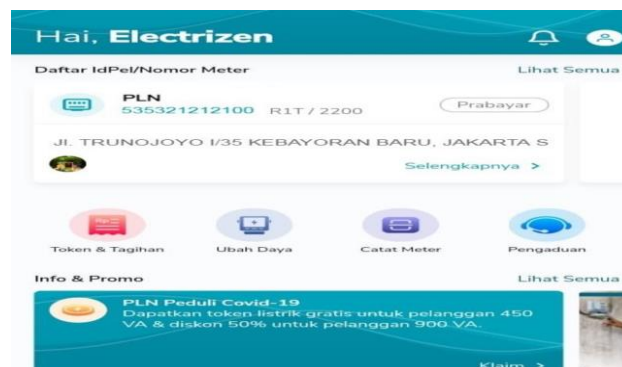 Hai, Electrizen
Daftar IdPel/Nomor Meter Lihat Semua
PLN
535321212100 R1T / 2200 Prabayar
JI. TRUNOJOYO I/35 KEBAYORAN BARU, JAKARTA S
Selengkapnya >
Token & Tagihan Ubah Daya Catat Meter Pengaduan
Info & Promo Lihat Semua
PLN Peduli Covid-19
Dapatkan token listrik gratis untuk pelanggan 450
VA & diskon 50% untuk pelanggan 900 VA.
Klaim >